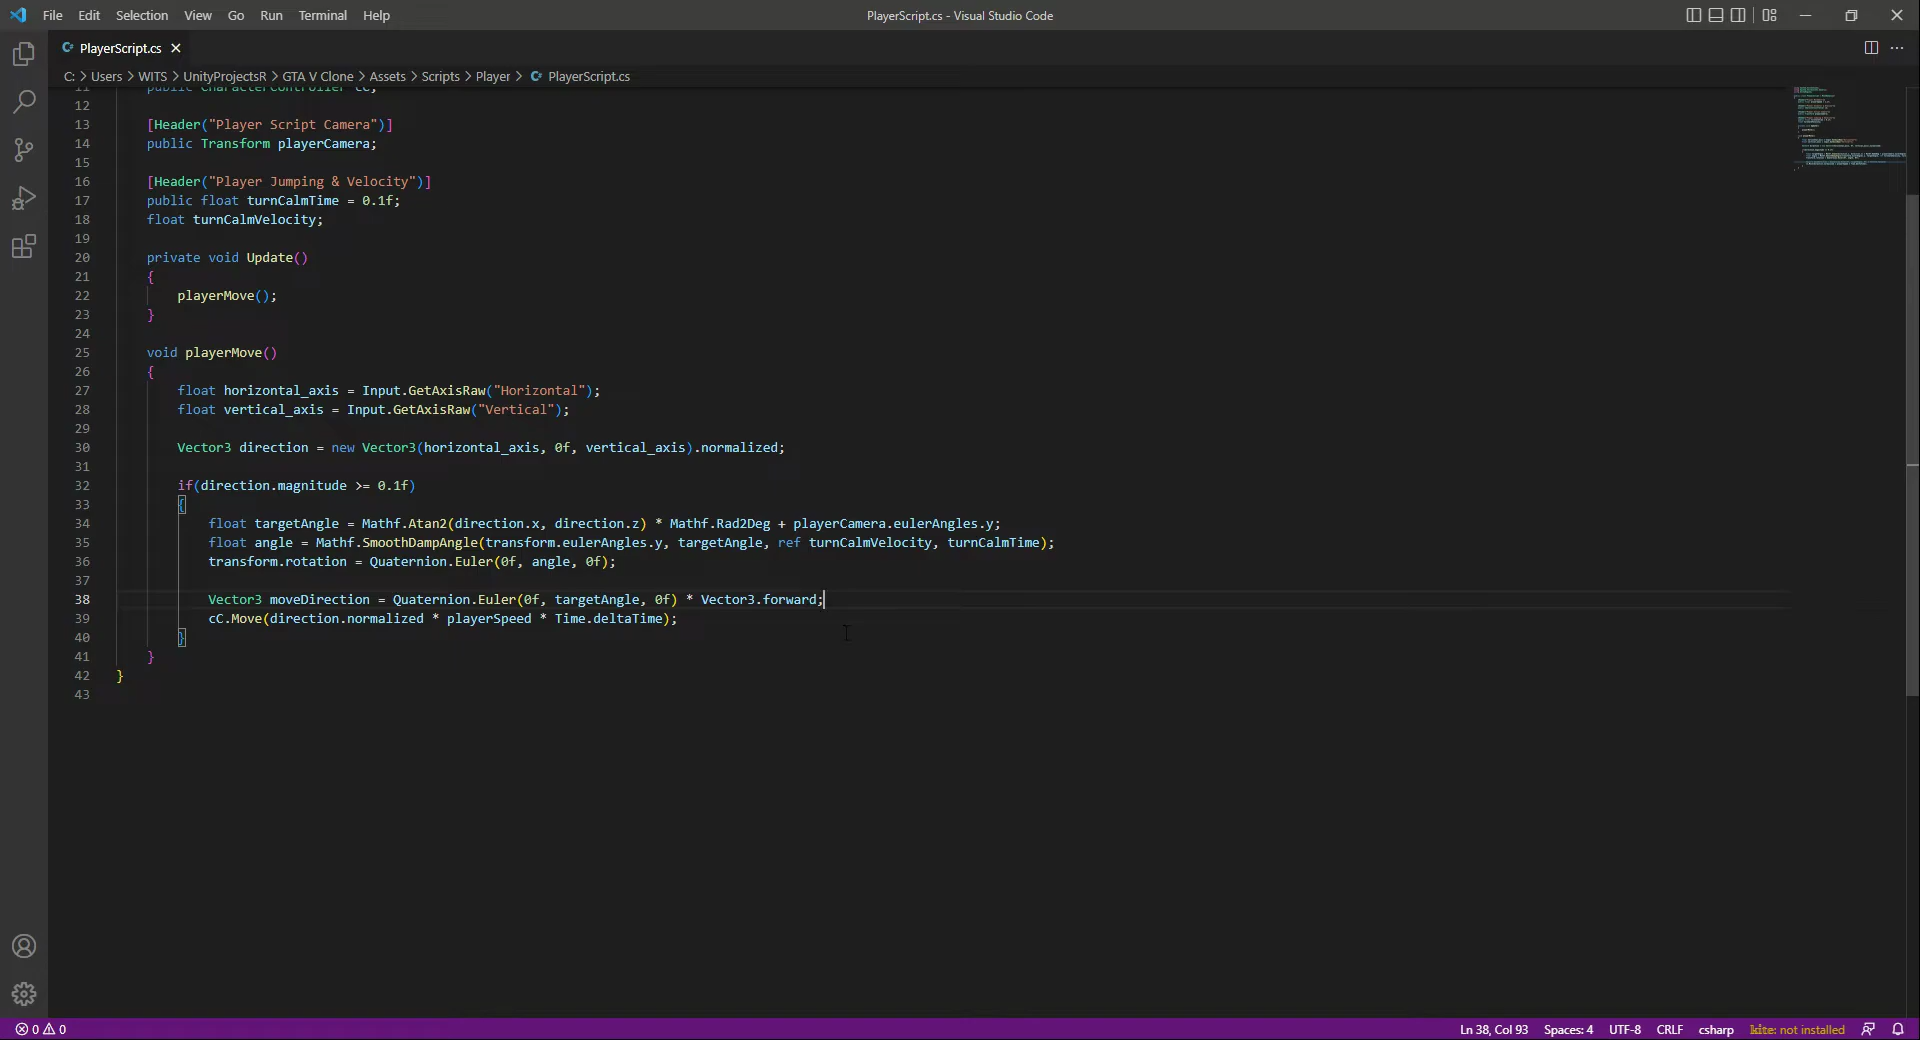 File Edit Selection View Go Run Terminal Help
PlayerScript.cs - Visual Studio Code
PlayerScript.cs
C: > Users > WITS > UnityProjectsR > GTA V Clone > Assets > Scripts > Player > PlayerScript.cs
11 public CharacterController cC;
12
13 [Header("Player Script Camera")]
14 public Transform playerCamera;
15
16 [Header("Player Jumping & Velocity")]
17 public float turnCalmTime = 0.1f;
18 float turnCalmVelocity;
19
20 private void Update()
21 {
22 playerMove();
23 }
24
25 void playerMove()
26 {
27 float horizontal_axis = Input.GetAxisRaw("Horizontal");
28 float vertical_axis = Input.GetAxisRaw("Vertical");
29
30 Vector3 direction = new Vector3(horizontal_axis, 0f, vertical_axis).normalized;
31
32 if(direction.magnitude >= 0.1f)
33 {
34 float targetAngle = Mathf.Atan2(direction.x, direction.z) * Mathf.Rad2Deg + playerCamera.eulerAngles.y;
35 float angle = Mathf.SmoothDampAngle(transform.eulerAngles.y, targetAngle, ref turnCalmVelocity, turnCalmTime);
36 transform.rotation = Quaternion.Euler(0f, angle, 0f);
37
38 Vector3 moveDirection = Quaternion.Euler(0f, targetAngle, 0f) * Vector3.forward;
39 cC.Move(direction.normalized * playerSpeed * Time.deltaTime);
40 }
41 }
42 }
43
0 0
Ln 38, Col 93 Spaces: 4 UTF-8 CRLF csharp kite: not installed